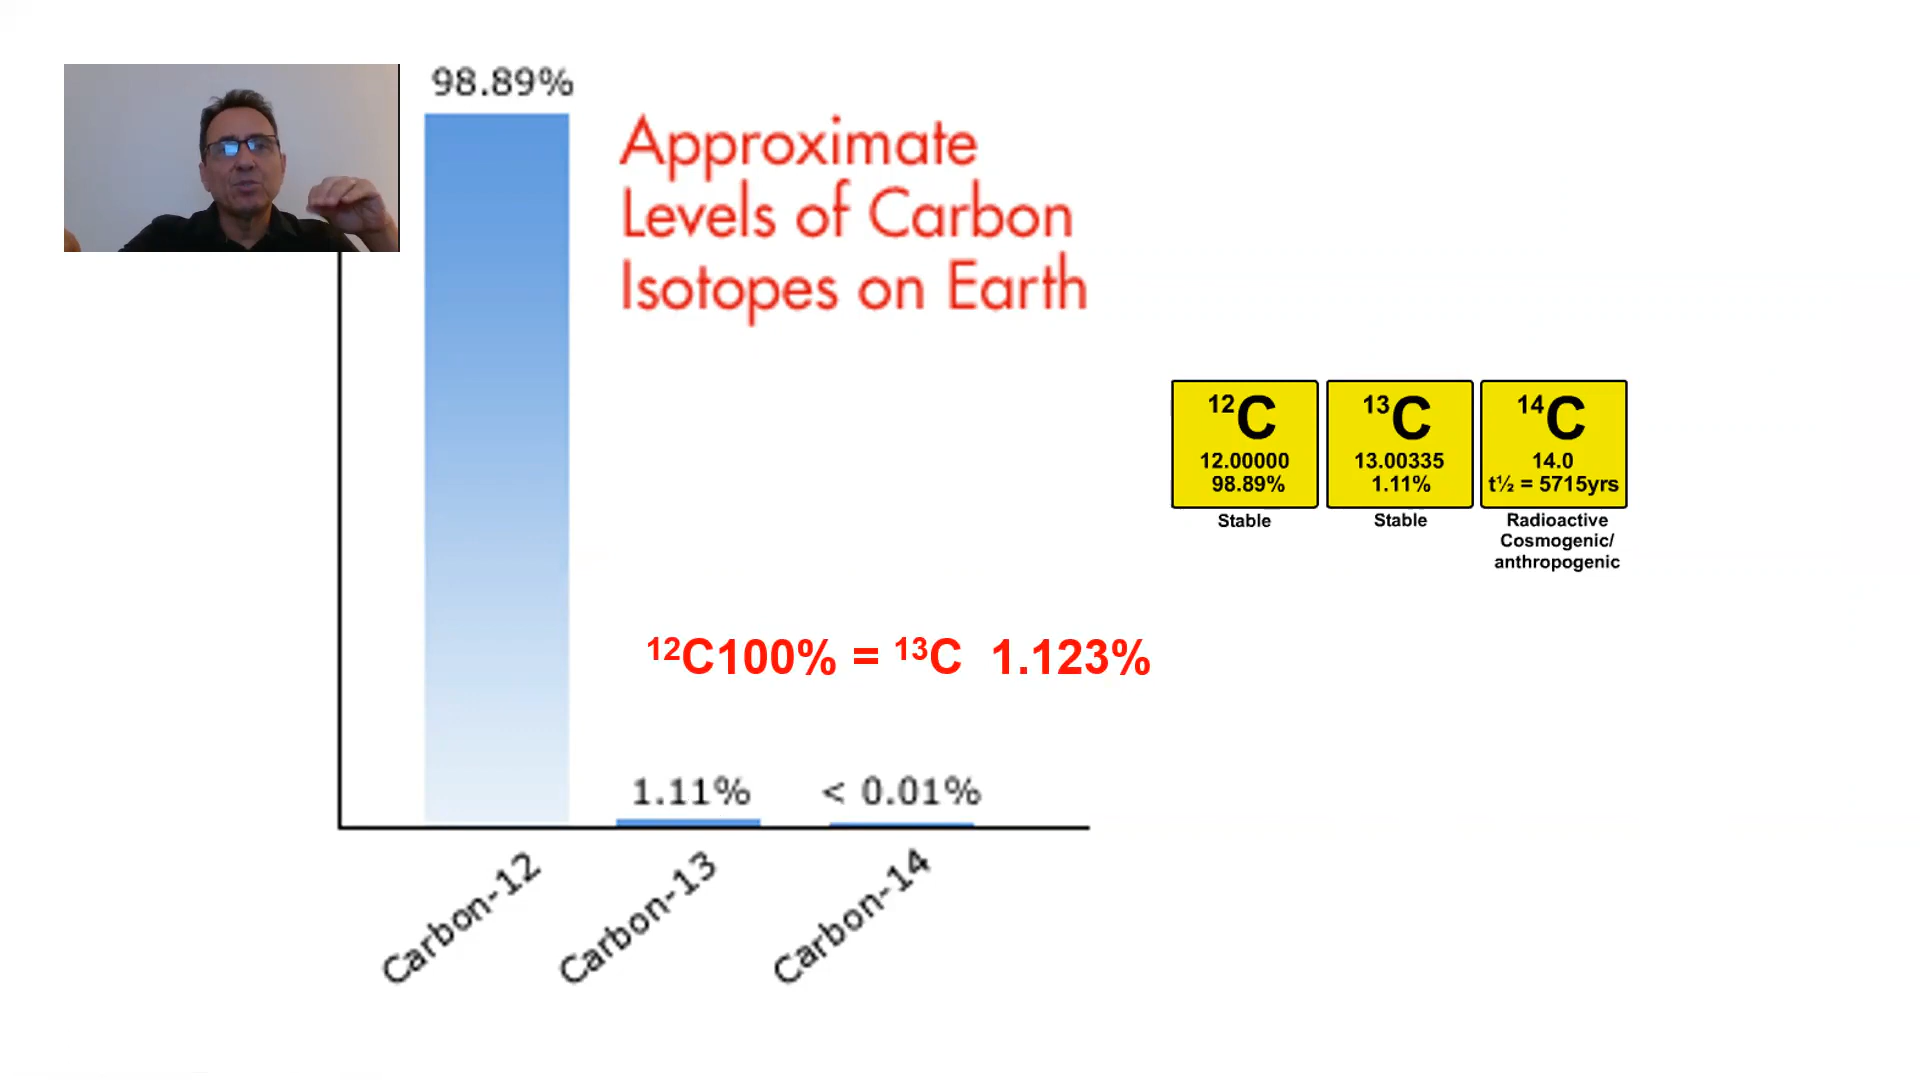 98.89%
Approximate
Levels of Carbon
Isotopes on Earth
¹²C
12.00000
98.89%
Stable
¹³C
13.00335
1.11%
Stable
¹⁴C
14.0
t½ = 5715yrs
Radioactive
Cosmogenic/
anthropogenic
¹²C100% = ¹³C 1.123%
1.11%
< 0.01%
Carbon-12
Carbon-13
Carbon-14